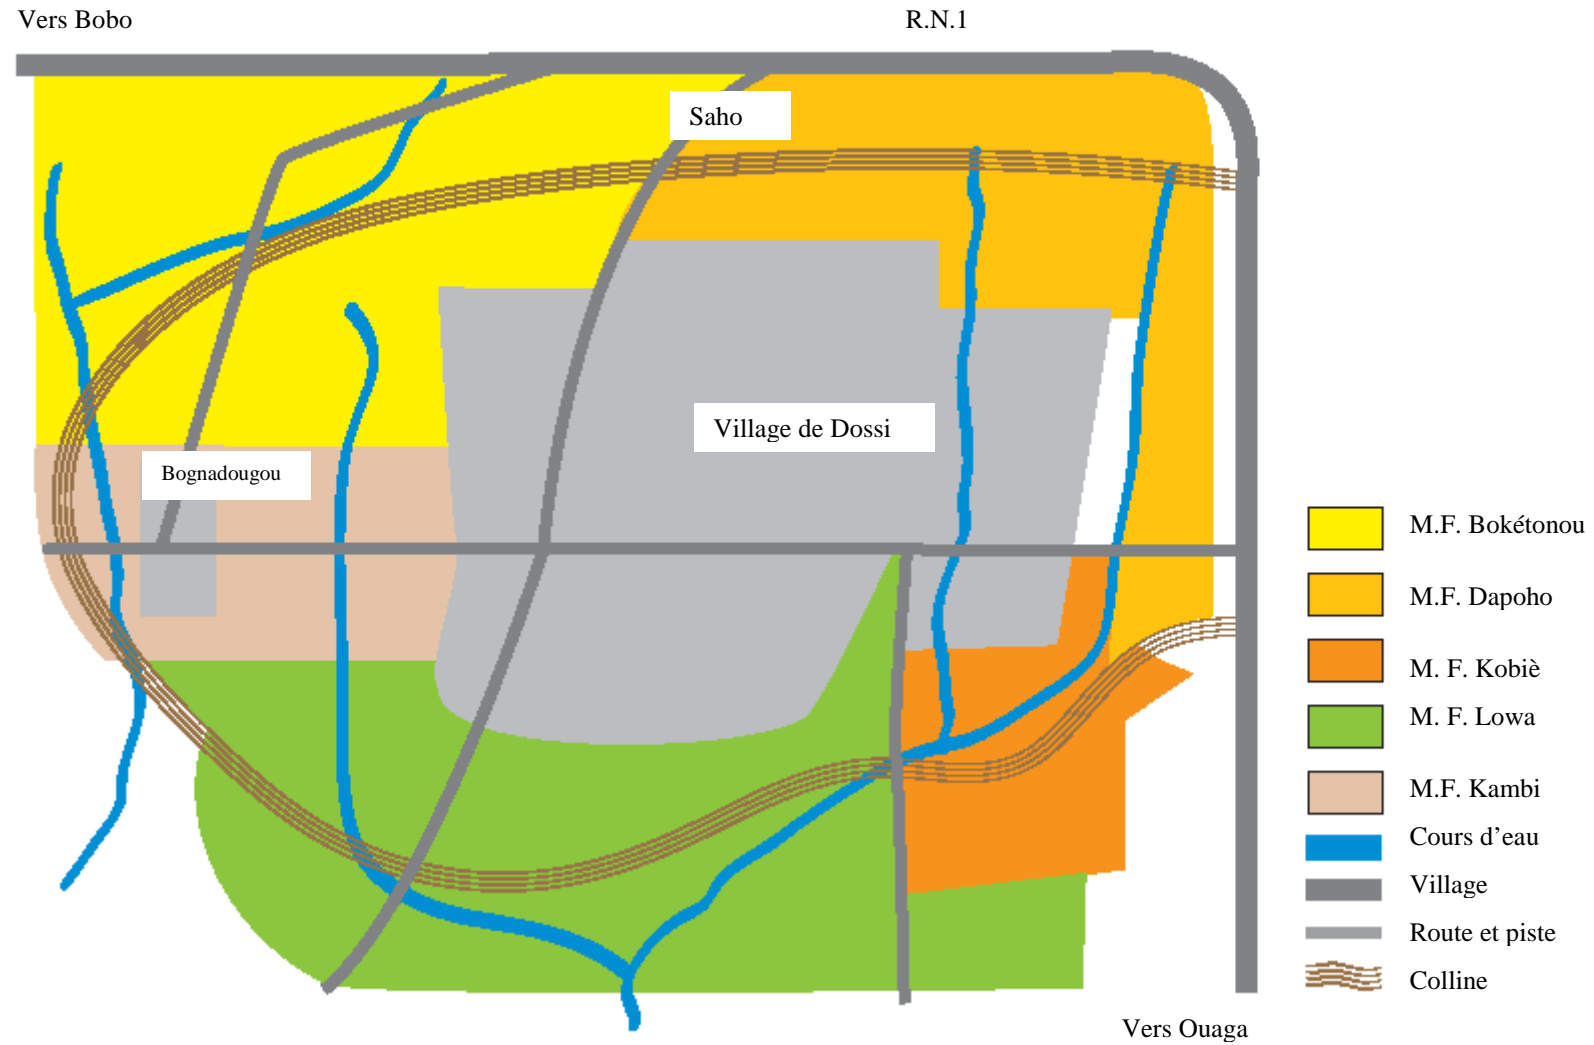 Vers Bobo
R.N.1
Saho
Village de Dossi
Bognadougou
M.F. Bokétonou
M.F. Dapoho
M. F. Kobiè
M. F. Lowa
M.F. Kambi
Cours d’eau
Village
Route et piste
Colline
Vers Ouaga